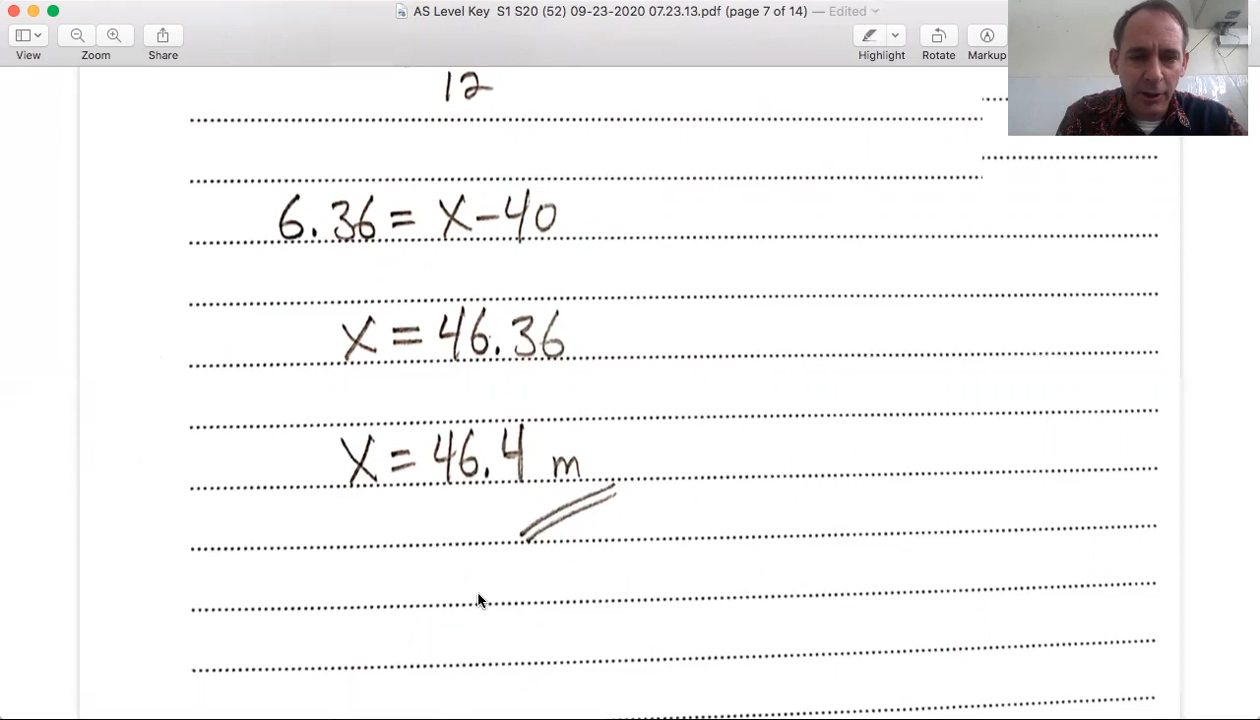 AS Level Key S1 S20 (52) 09-23-2020 07.23.13.pdf (page 7 of 14) — Edited
View
Zoom
Share
Highlight
Rotate
Markup
12
6.36 = x-40
x = 46.36
x = 46.4 m